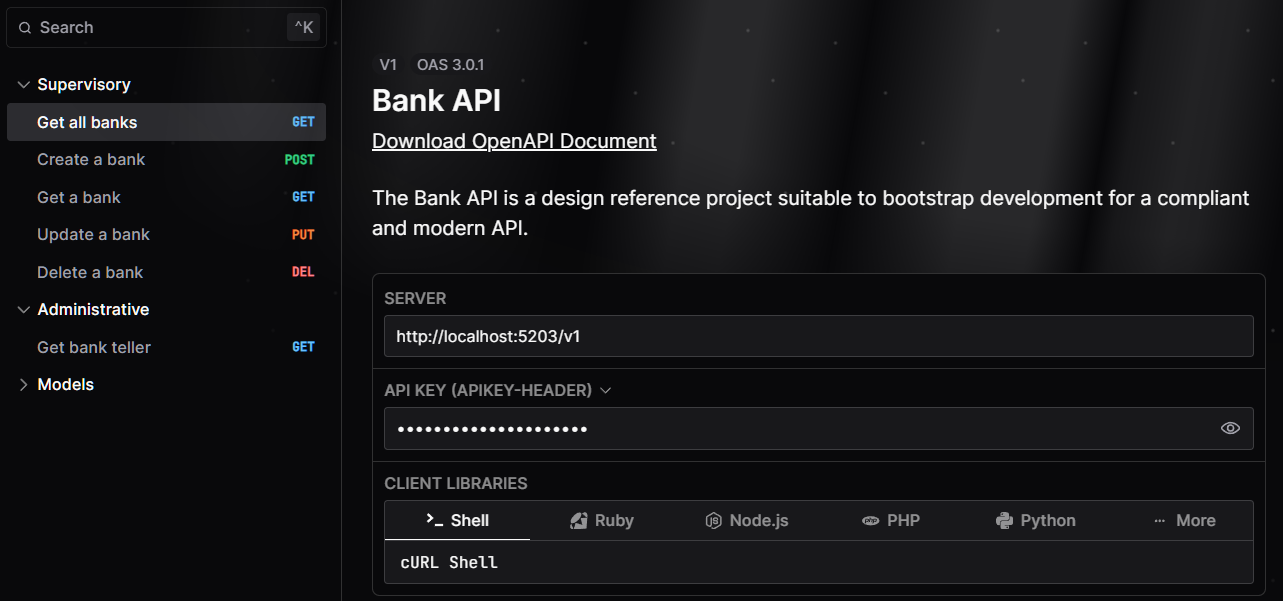 Search ^K
Supervisory
Get all banks GET
Create a bank POST
Get a bank GET
Update a bank PUT
Delete a bank DEL
Administrative
Get bank teller GET
Models
V1 OAS 3.0.1
Bank API
Download OpenAPI Document
The Bank API is a design reference project suitable to bootstrap development for a compliant
and modern API.
SERVER
http://localhost:5203/v1
API KEY (APIKEY-HEADER)
•••••••••••••••••••••
CLIENT LIBRARIES
Shell Ruby Node.js PHP Python ··· More
cURL Shell